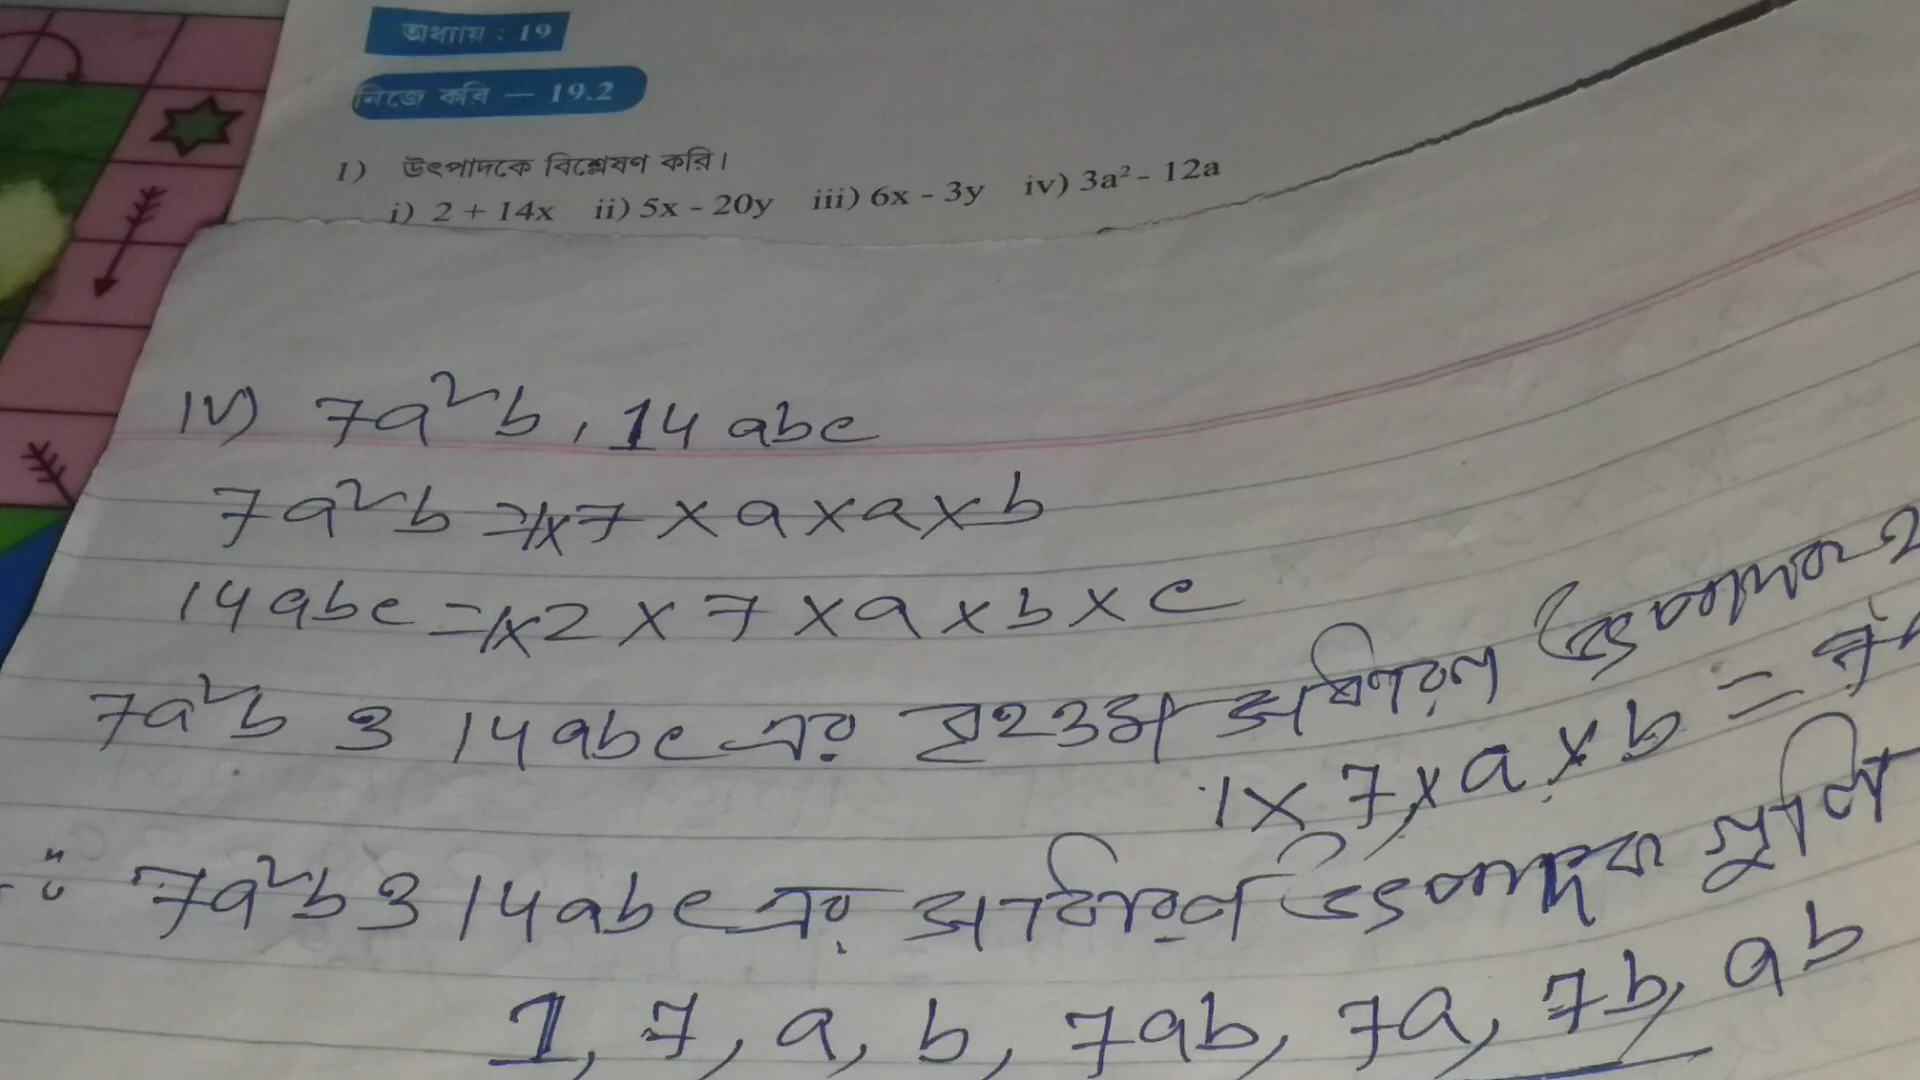 অধ্যায় : 19
নিজে করি — 19.2
1) উৎপাদকে বিশ্লেষণ করি।
i) 2 + 14x ii) 5x - 20y iii) 6x - 3y iv) 3a² - 12a
iv) 7a²b, 14abc
7a²b = 1×7 × a × a × b
14abc = 1×2 × 7 × a × b × c
7a²b ও 14abc এর বৃহত্তম সাধারণ উৎপাদক
1 × 7 × a × b =
∴ 7a²b ও 14abc এর সাধারণ উৎপাদক গুলি
1, 7, a, b, 7ab, 7a, 7b, ab